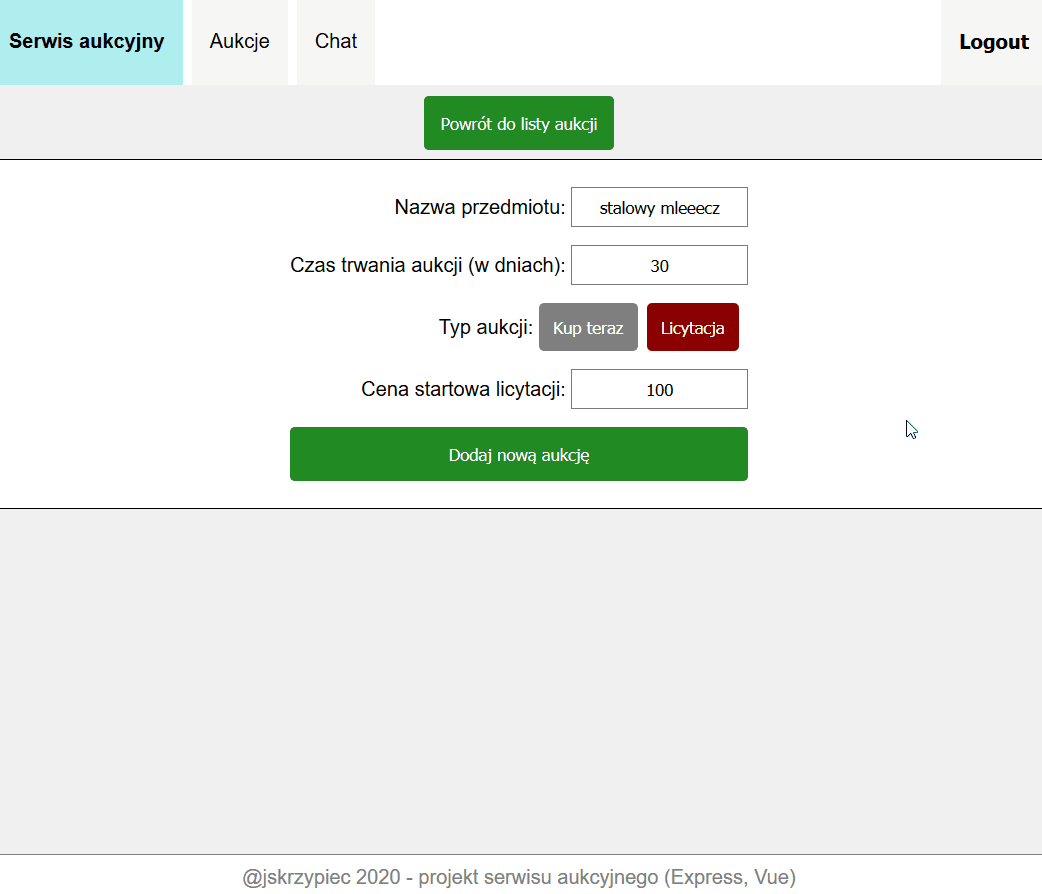 Serwis aukcyjny Aukcje Chat Logout
Powrót do listy aukcji
Nazwa przedmiotu: stalowy mleeecz
Czas trwania aukcji (w dniach): 30
Typ aukcji: Kup teraz Licytacja
Cena startowa licytacji: 100
Dodaj nową aukcję
@jskrzypiec 2020 - projekt serwisu aukcyjnego (Express, Vue)